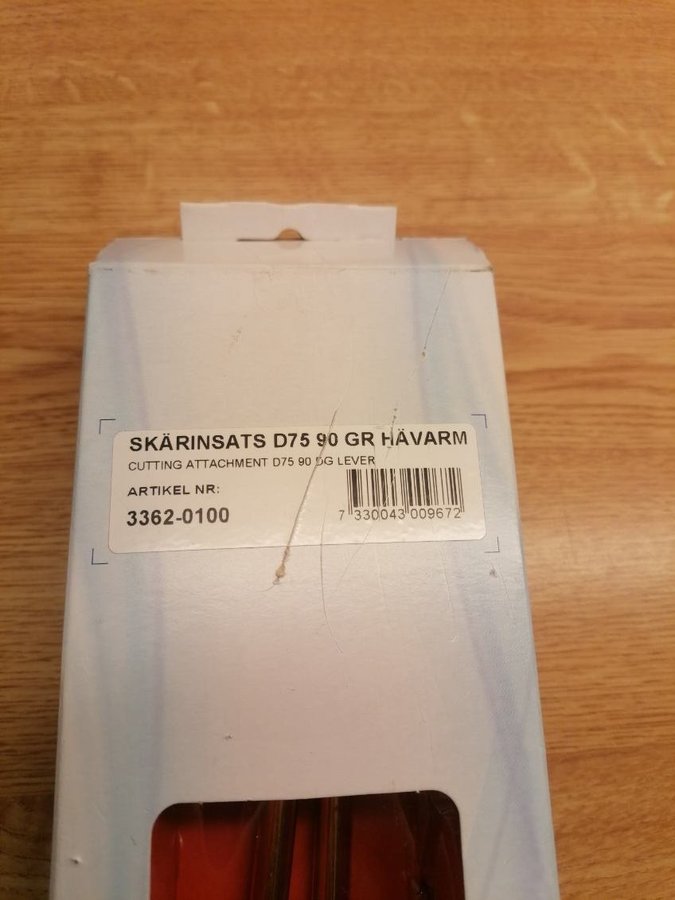 SKÄRINSATS D75 90 GR HÄVARM
CUTTING ATTACHMENT D75 90 DG LEVER
ARTIKEL NR:
3362-0100
7 330043 009672